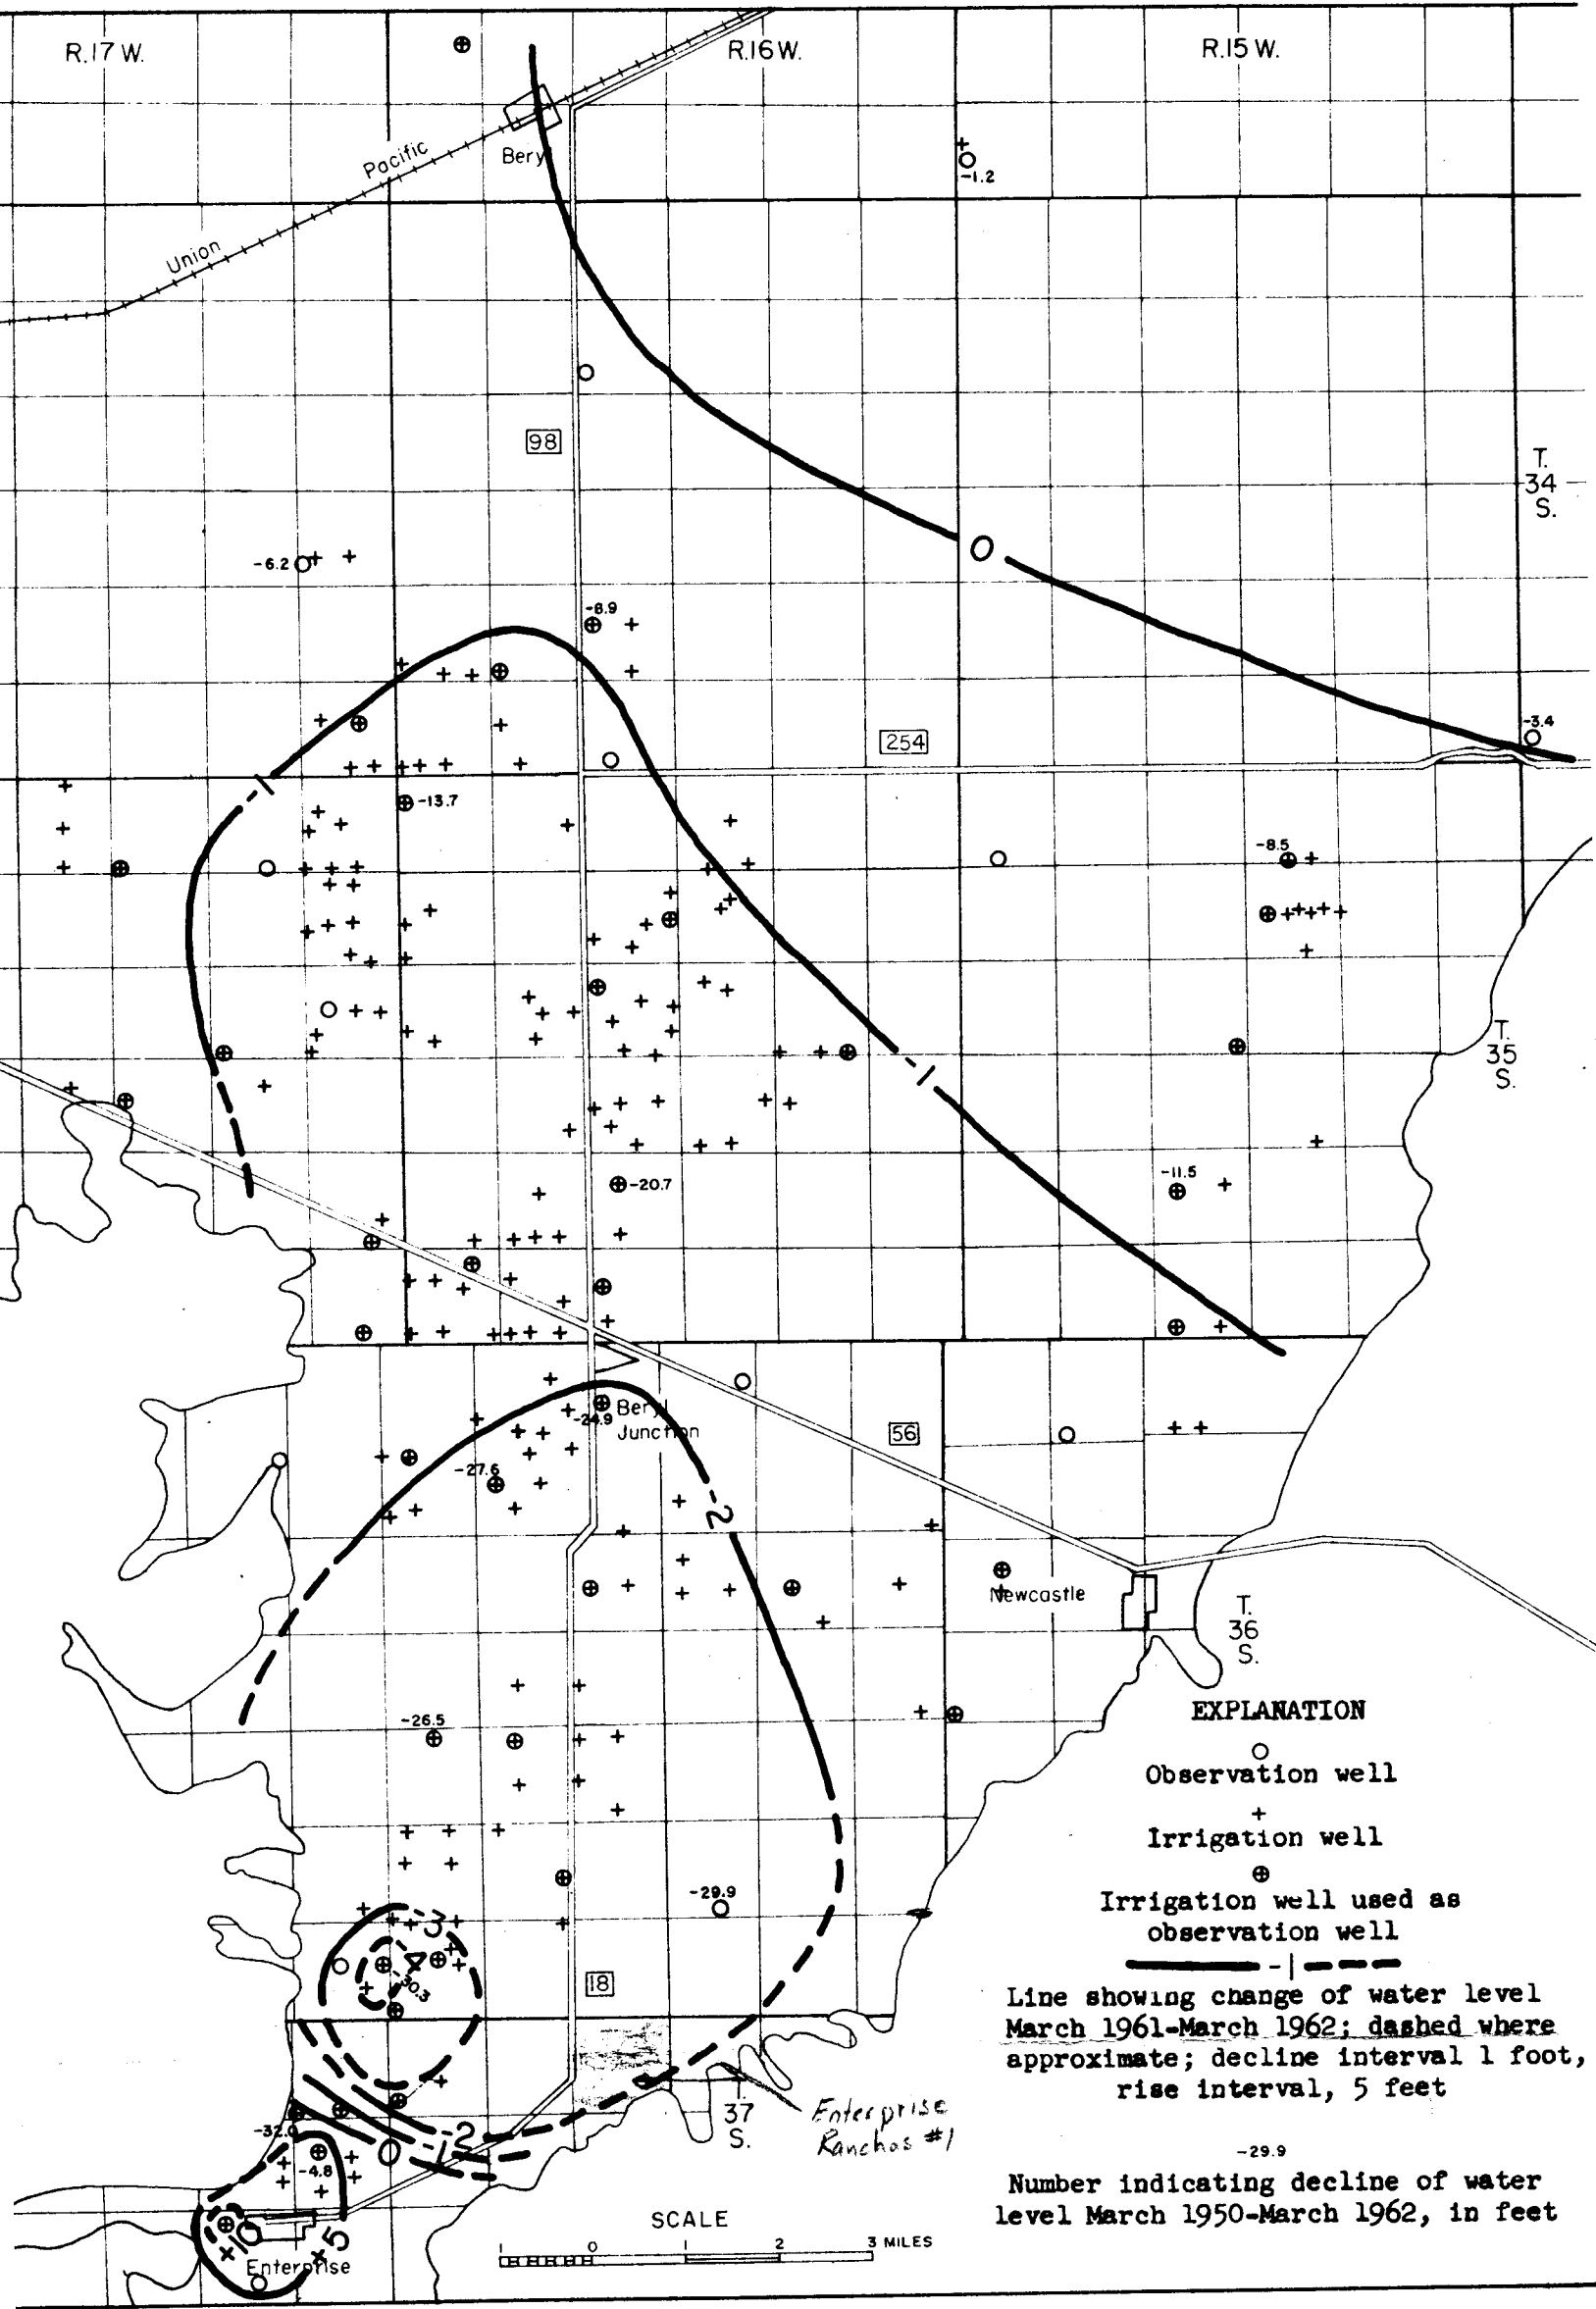 R.17 W.
R.16 W.
R.15 W.
Beryl
Pacific
-1.2
Union
98
T.
34
S.
-6.2
-8.9
-3.4
254
-13.7
-8.5
T.
35
S.
-11.5
-20.7
-24.9
Beryl
Junction
56
-27.6
-2
Newcastle
T.
36
S.
-26.5
EXPLANATION
Observation well
Irrigation well
Irrigation well used as
observation well
-1
Line showing change of water level
March 1961-March 1962; dashed where
approximate; decline interval 1 foot,
rise interval, 5 feet
-29.9
Number indicating decline of water
level March 1950-March 1962, in feet
0
-1
-1
-29.9
-3
-4
-30.3
18
Enterprise
Ranchos #1
37
S.
-32.0
0
-1
-2
-4.8
+10
+5
Enterprise
SCALE
1 0 1 2 3 MILES